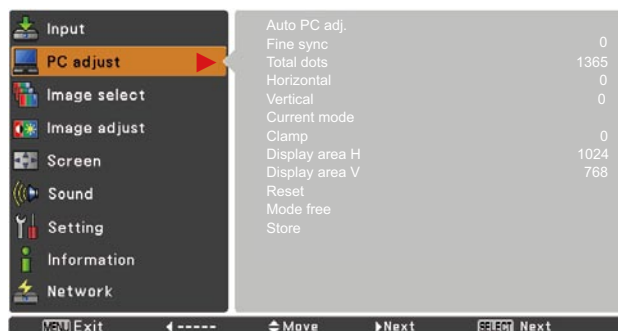 Input
PC adjust
Image select
Image adjust
Screen
Sound
Setting
Information
Network
Auto PC adj.
Fine sync 0
Total dots 1365
Horizontal 0
Vertical 0
Current mode
Clamp 0
Display area H 1024
Display area V 768
Reset
Mode free
Store
MENU Exit ◀ ----- Move ▶Next SELECT Next